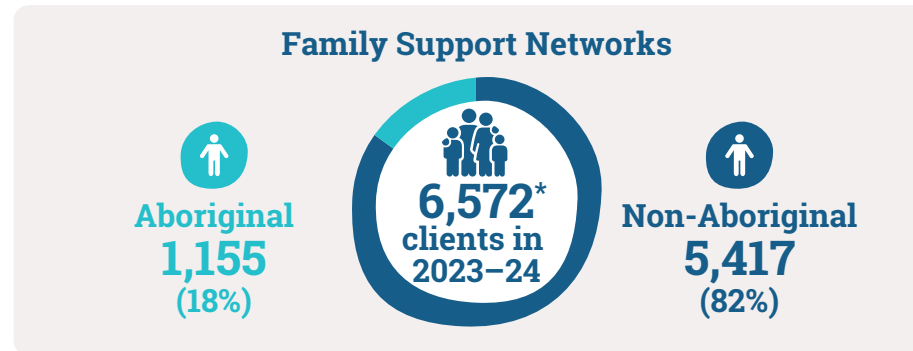 Family Support Networks
Aboriginal
1,155
(18%)
6,572*
clients in
2023–24
Non-Aboriginal
5,417
(82%)